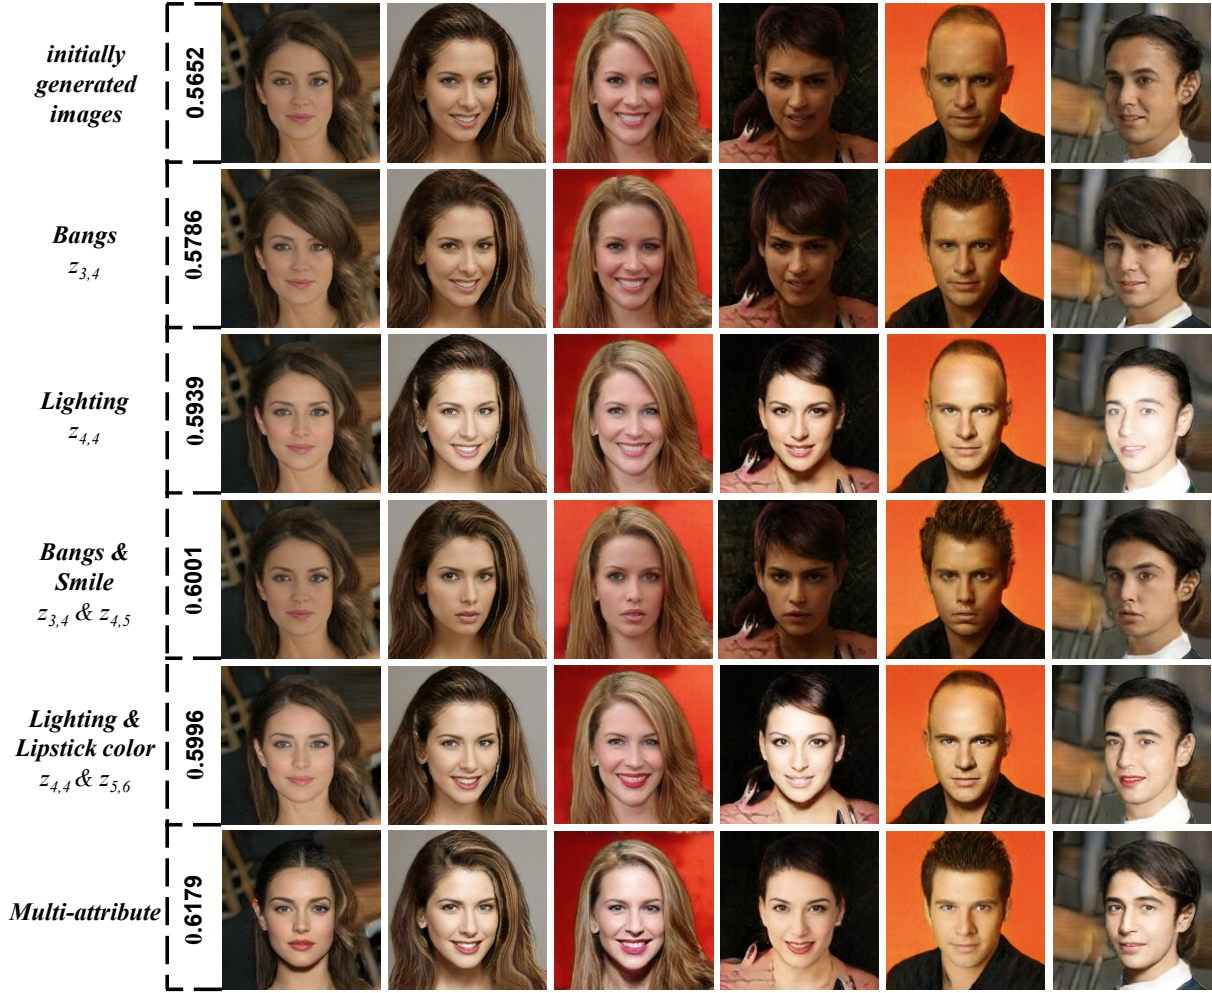 initially
generated
images
0.5652
Bangs
z3,4
0.5786
Lighting
z4,4
0.5939
Bangs &
Smile
z3,4 & z4,5
0.6001
Lighting &
Lipstick color
z4,4 & z5,6
0.5996
Multi-attribute
0.6179